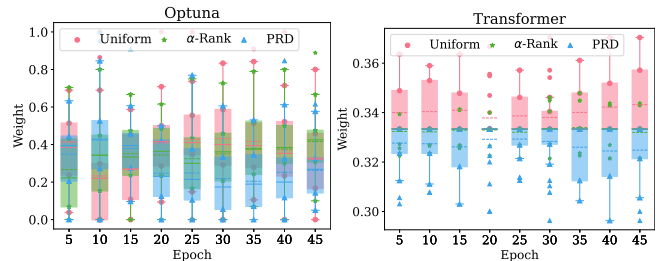 Optuna
Uniform α-Rank PRD
Weight
1.0
0.8
0.6
0.4
0.2
0.0
5 10 15 20 25 30 35 40 45
Epoch
Transformer
Uniform α-Rank PRD
Weight
0.36
0.34
0.32
0.30
5 10 15 20 25 30 35 40 45
Epoch